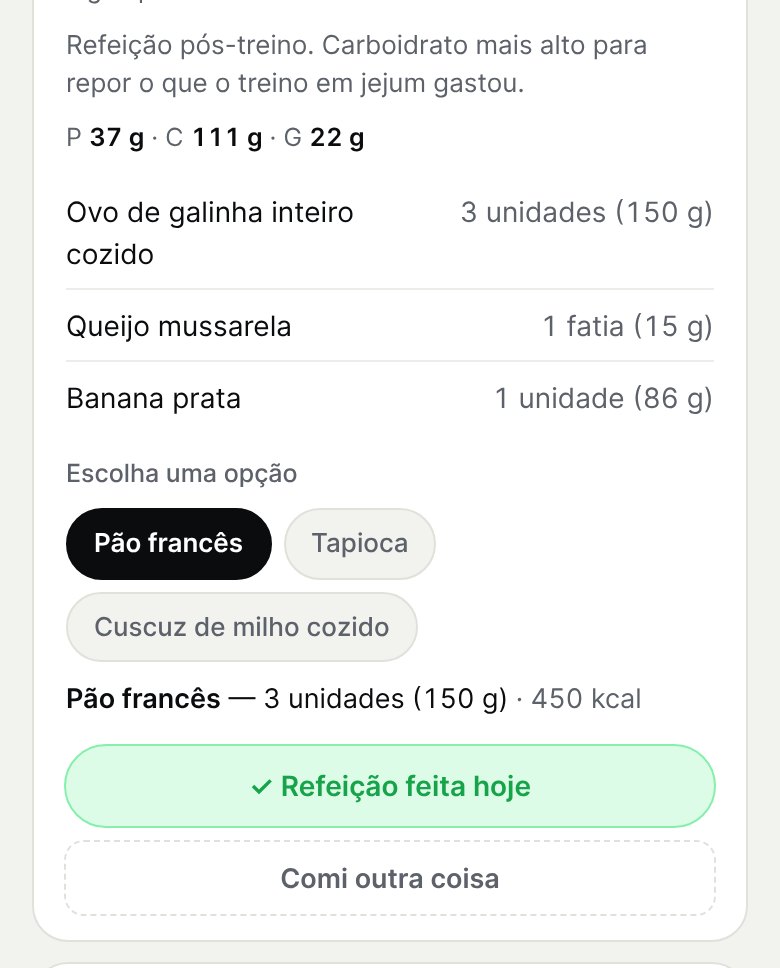 Refeição pós-treino. Carboidrato mais alto para
repor o que o treino em jejum gastou.
P 37 g · C 111 g · G 22 g
Ovo de galinha inteiro cozido
3 unidades (150 g)
Queijo mussarela
1 fatia (15 g)
Banana prata
1 unidade (86 g)
Escolha uma opção
Pão francês
Tapioca
Cuscuz de milho cozido
Pão francês — 3 unidades (150 g) · 450 kcal
✓ Refeição feita hoje
Comi outra coisa